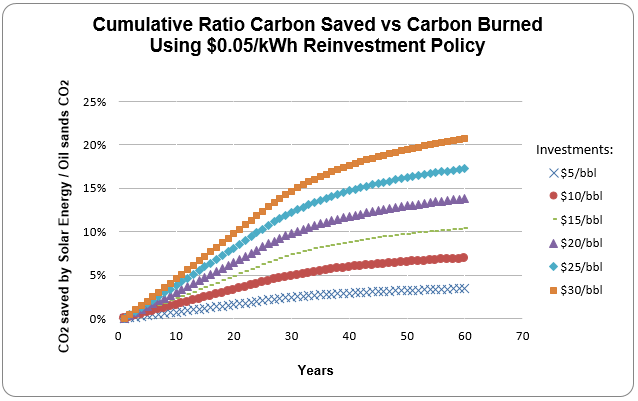 Cumulative Ratio Carbon Saved vs Carbon Burned
Using $0.05/kWh Reinvestment Policy
CO2 saved by Solar Energy / Oil sands CO2
25%
20%
15%
10%
5%
0%
0 10 20 30 40 50 60 70
Years
Investments:
$5/bbl
$10/bbl
$15/bbl
$20/bbl
$25/bbl
$30/bbl